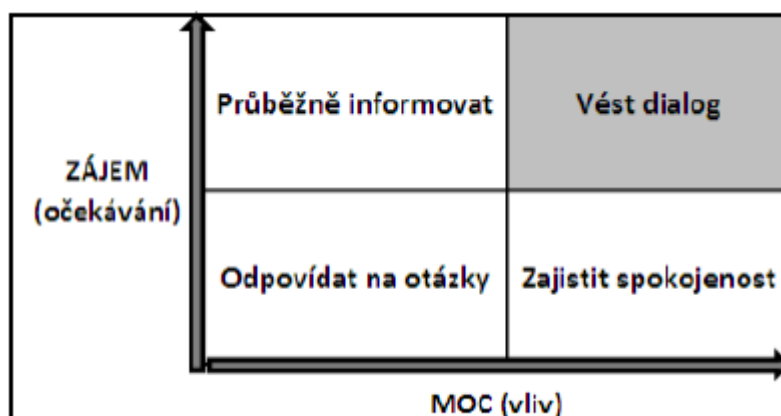 Průběžně informovat
Vést dialog
ZÁJEM
(očekávání)
Odpovídat na otázky
Zajistit spokojenost
MOC (vliv)